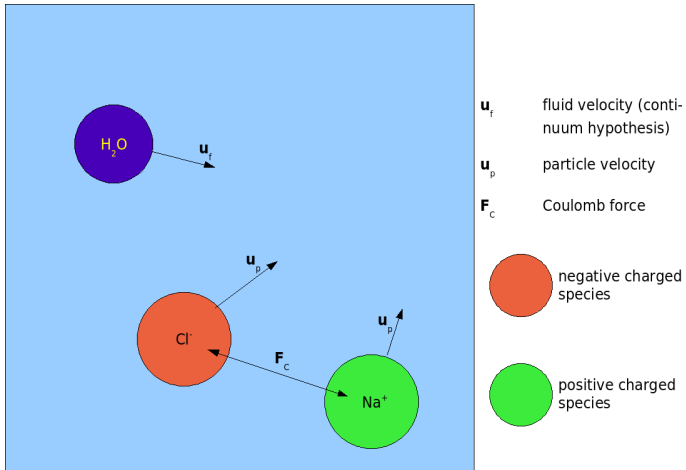 H2O
uf
up
up
Cl-
FC
Na+
uf fluid velocity (conti-
nuum hypothesis)
up particle velocity
FC Coulomb force
negative charged
species
positive charged
species